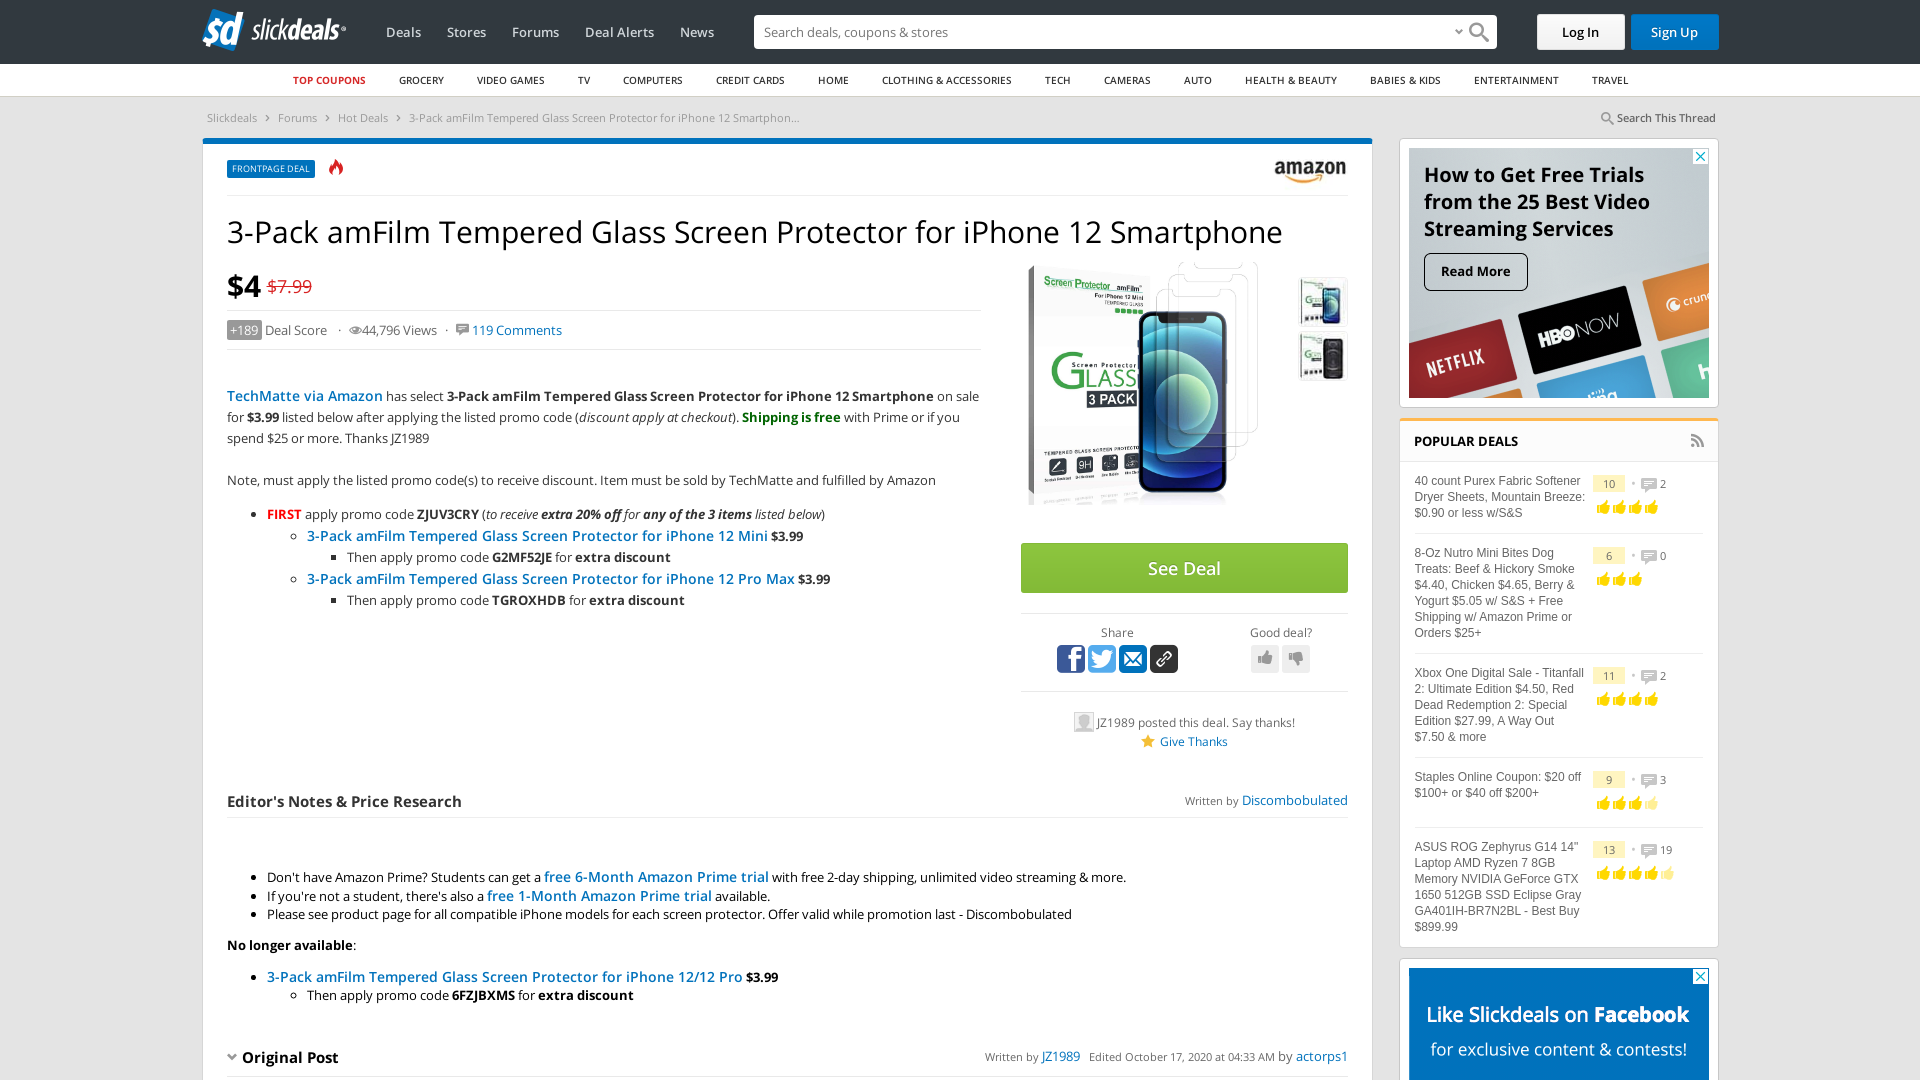 slickdeals
Deals Stores Forums Deal Alerts News
Search deals, coupons & stores
Log In Sign Up
TOP COUPONS GROCERY VIDEO GAMES TV COMPUTERS CREDIT CARDS HOME CLOTHING & ACCESSORIES TECH CAMERAS AUTO HEALTH & BEAUTY BABIES & KIDS ENTERTAINMENT TRAVEL
Slickdeals › Forums › Hot Deals › 3-Pack amFilm Tempered Glass Screen Protector for iPhone 12 Smartphon...
Search This Thread
FRONTPAGE DEAL
amazon
3-Pack amFilm Tempered Glass Screen Protector for iPhone 12 Smartphone
$4 $7.99
+189 Deal Score · 44,796 Views · 119 Comments
TechMatte via Amazon has select 3-Pack amFilm Tempered Glass Screen Protector for iPhone 12 Smartphone on sale
for $3.99 listed below after applying the listed promo code (discount apply at checkout). Shipping is free with Prime or if you
spend $25 or more. Thanks JZ1989
Note, must apply the listed promo code(s) to receive discount. Item must be sold by TechMatte and fulfilled by Amazon
FIRST apply promo code ZJUV3CRY (to receive extra 20% off for any of the 3 items listed below)
3-Pack amFilm Tempered Glass Screen Protector for iPhone 12 Mini $3.99
Then apply promo code G2MF52JE for extra discount
3-Pack amFilm Tempered Glass Screen Protector for iPhone 12 Pro Max $3.99
Then apply promo code TGROXHDB for extra discount
Screen Protector amFilm
For iPhone 12 Mini
TEMPERED GLASS
Screen Protector
GLASS
3 PACK
TEMPERED GLASS SCREEN PROTECTOR
9H
See Deal
Share
Good deal?
JZ1989 posted this deal. Say thanks!
Give Thanks
Editor's Notes & Price Research
Written by Discombobulated
Don't have Amazon Prime? Students can get a free 6-Month Amazon Prime trial with free 2-day shipping, unlimited video streaming & more.
If you're not a student, there's also a free 1-Month Amazon Prime trial available.
Please see product page for all compatible iPhone models for each screen protector. Offer valid while promotion last - Discombobulated
No longer available:
3-Pack amFilm Tempered Glass Screen Protector for iPhone 12/12 Pro $3.99
Then apply promo code 6FZJBXMS for extra discount
Original Post
Written by JZ1989 Edited October 17, 2020 at 04:33 AM by actorps1
How to Get Free Trials
from the 25 Best Video
Streaming Services
Read More
NETFLIX
HBO NOW
crunc
h
POPULAR DEALS
40 count Purex Fabric Softener
Dryer Sheets, Mountain Breeze:
$0.90 or less w/S&S
10 • 2
8-Oz Nutro Mini Bites Dog
Treats: Beef & Hickory Smoke
$4.40, Chicken $4.65, Berry &
Yogurt $5.05 w/ S&S + Free
Shipping w/ Amazon Prime or
Orders $25+
6 • 0
Xbox One Digital Sale - Titanfall
2: Ultimate Edition $4.50, Red
Dead Redemption 2: Special
Edition $27.99, A Way Out
$7.50 & more
11 • 2
Staples Online Coupon: $20 off
$100+ or $40 off $200+
9 • 3
ASUS ROG Zephyrus G14 14"
Laptop AMD Ryzen 7 8GB
Memory NVIDIA GeForce GTX
1650 512GB SSD Eclipse Gray
GA401IH-BR7N2BL - Best Buy
$899.99
13 • 19
Like Slickdeals on Facebook
for exclusive content & contests!